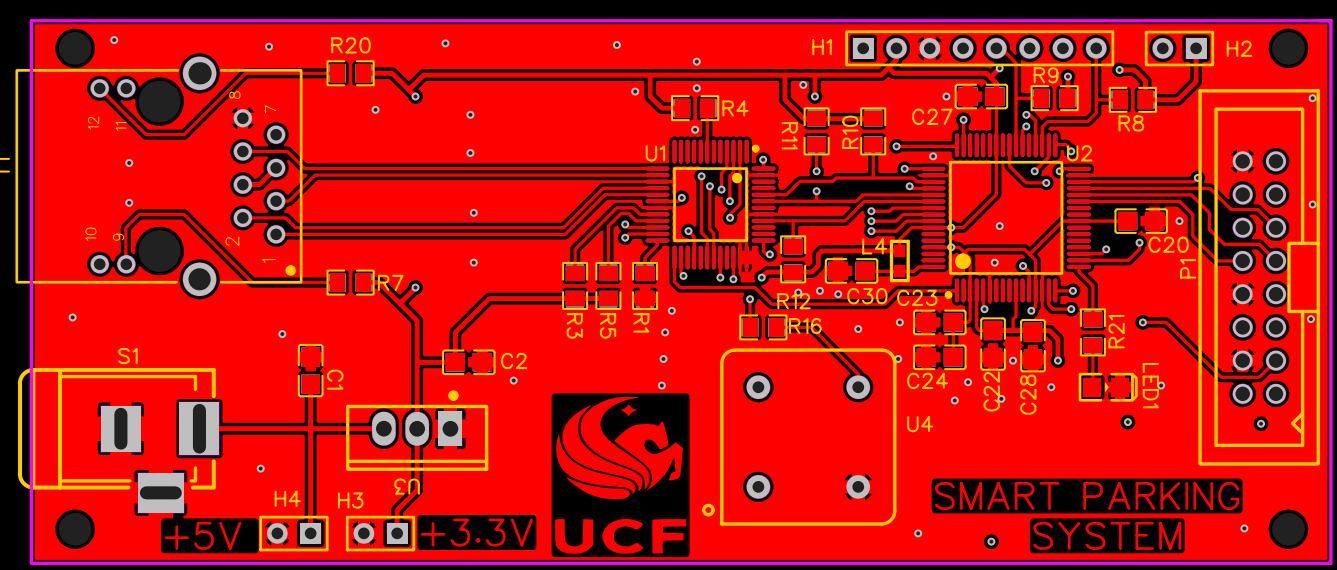 R20
H1
H2
R9
8
7
12
11
R4
C27
R8
R11
R10
U1
U2
10
9
2
1
L4
C20
P1
R7
C30
C23
R12
R3
R5
R1
R16
R21
S1
C1
C2
C24
C22
C28
LED1
U4
U3
H4
H3
+5V
+3.3V
UCF
SMART PARKING
SYSTEM